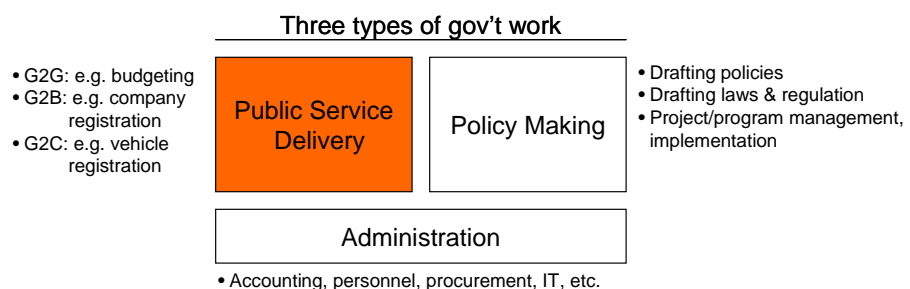 Three types of gov't work
• G2G: e.g. budgeting
• G2B: e.g. company
registration
• G2C: e.g. vehicle
registration
Public Service
Delivery
Policy Making
• Drafting policies
• Drafting laws & regulation
• Project/program management,
implementation
Administration
• Accounting, personnel, procurement, IT, etc.